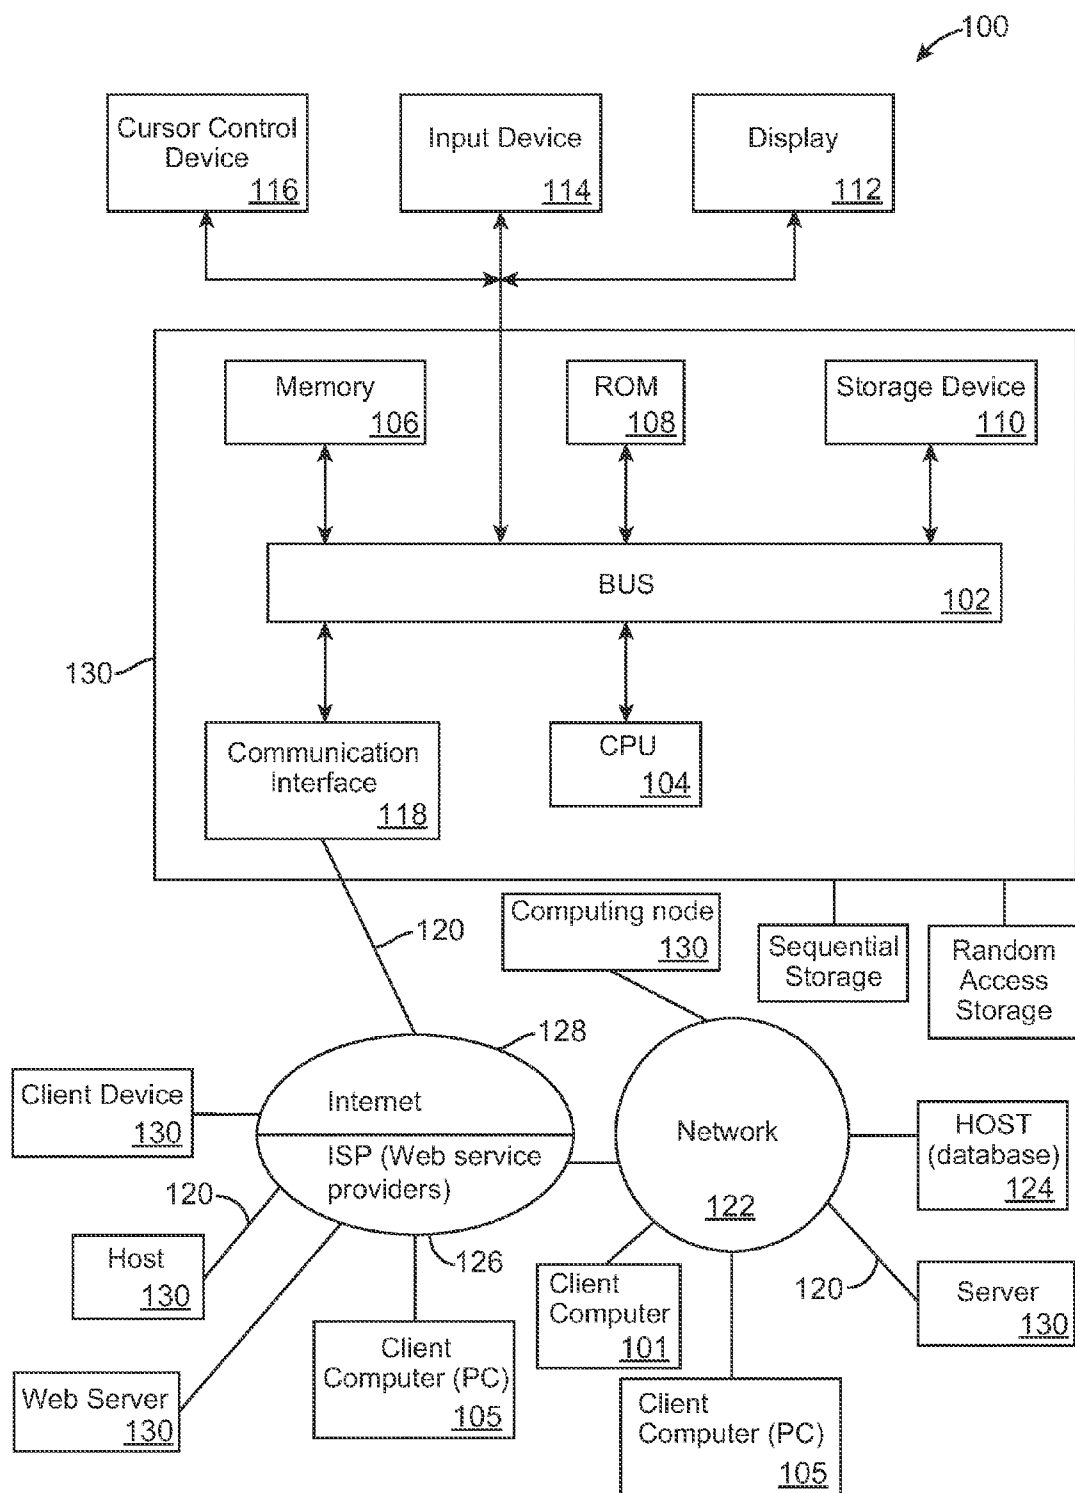 100
Cursor Control
Device
116
Input Device
114
Display
112
Memory
106
ROM
108
Storage Device
110
BUS
102
130
Communication
Interface
118
CPU
104
120
Computing node
130
Sequential
Storage
Random
Access
Storage
128
Client Device
130
Internet
ISP (Web service
providers)
Network
122
HOST
(database)
124
120
Host
130
126
Client
Computer
101
120
Server
130
Web Server
130
Client
Computer (PC)
105
Client
Computer (PC)
105